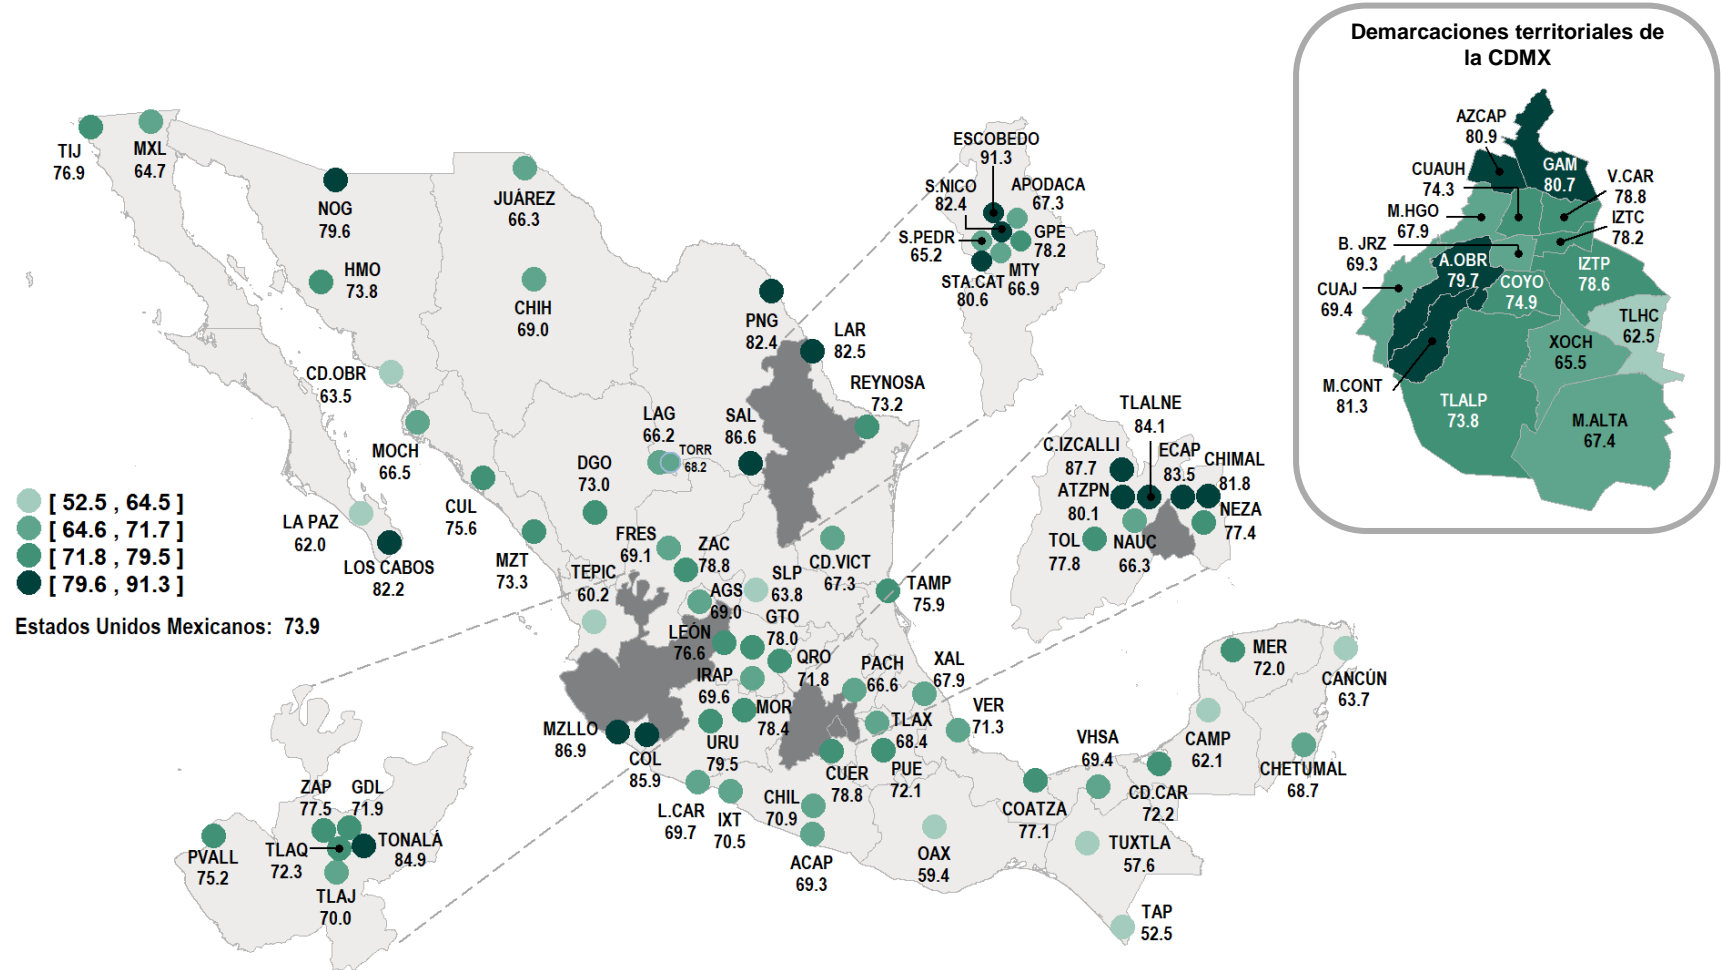 Demarcaciones territoriales de
la CDMX
AZCAP
80.9
GAM
80.7
CUAUH
74.3
V.CAR
78.8
M.HGO
67.9
IZTC
78.2
B. JRZ
69.3
A.OBR
79.7
IZTP
78.6
COYO
74.9
CUAJ
69.4
TLHC
62.5
XOCH
65.5
M.CONT
81.3
TLALP
73.8
M.ALTA
67.4
TIJ
76.9
MXL
64.7
NOG
79.6
HMO
73.8
JUÁREZ
66.3
CHIH
69.0
CD.OBR
63.5
MOCH
66.5
CUL
75.6
LA PAZ
62.0
LOS CABOS
82.2
MZT
73.3
DGO
73.0
LAG
66.2
TORR
68.2
SAL
86.6
PNG
82.4
LAR
82.5
REYNOSA
73.2
ESCOBEDO
91.3
S.NICO
82.4
APODACA
67.3
S.PEDR
65.2
GPE
78.2
MTY
66.9
STA.CAT
80.6
TLALNE
84.1
C.IZCALLI
87.7
ECAP
83.5
CHIMAL
81.8
ATZPN
80.1
NEZA
77.4
TOL
77.8
NAUC
66.3
[ 52.5 , 64.5 ]
[ 64.6 , 71.7 ]
[ 71.8 , 79.5 ]
[ 79.6 , 91.3 ]
Estados Unidos Mexicanos: 73.9
FRES
69.1
ZAC
78.8
TEPIC
60.2
AGS
69.0
SLP
63.8
CD.VICT
67.3
TAMP
75.9
GTO
78.0
LEÓN
76.6
QRO
71.8
IRAP
69.6
PACH
66.6
XAL
67.9
MOR
78.4
URU
79.5
TLAX
68.4
VER
71.3
MZLLO
86.9
COL
85.9
CUER
78.8
PUE
72.1
L.CAR
69.7
IXT
70.5
CHIL
70.9
ACAP
69.3
OAX
59.4
COATZA
77.1
VHSA
69.4
CD.CAR
72.2
CAMP
62.1
MER
72.0
CANCÚN
63.7
CHETUMAL
68.7
TUXTLA
57.6
TAP
52.5
ZAP
77.5
GDL
71.9
PVALL
75.2
TLAQ
72.3
TONALÁ
84.9
TLAJ
70.0